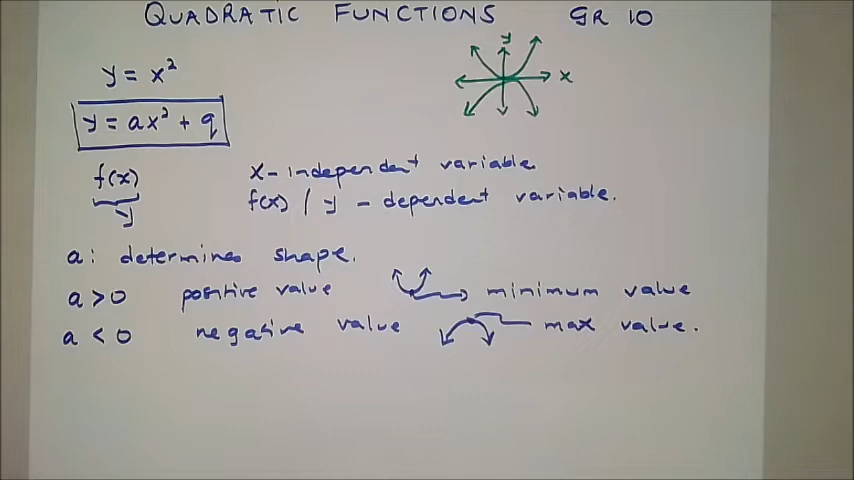 QUADRATIC FUNCTIONS GR 10
y
x
y = x²
y = ax² + q
f(x) x - independent variable
y f(x) / y - dependent variable.
a: determines shape.
a > 0 positive value minimum value
a < 0 negative value max value.